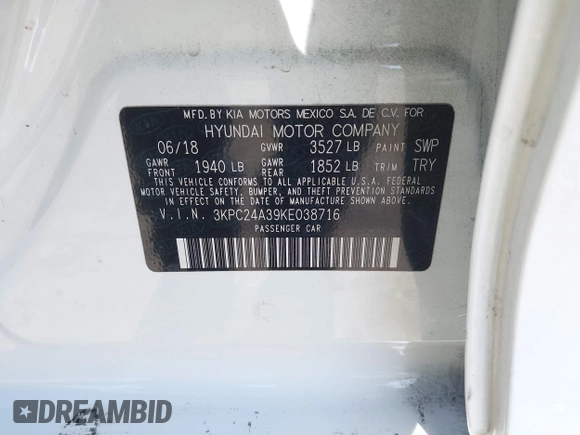 MFD. BY KIA MOTORS MEXICO S.A. DE C.V. FOR
HYUNDAI MOTOR COMPANY
06/18 GVWR 3527 LB PAINT SWP
GAWR FRONT 1940 LB GAWR REAR 1852 LB TRIM TRY
THIS VEHICLE CONFORMS TO ALL APPLICABLE U.S.A. FEDERAL
MOTOR VEHICLE SAFETY, BUMPER, AND THEFT PREVENTION STANDARDS
IN EFFECT ON THE DATE OF MANUFACTURE SHOWN ABOVE.
V.I.N. 3KPC24A39KE038716
PASSENGER CAR
DREAMBID